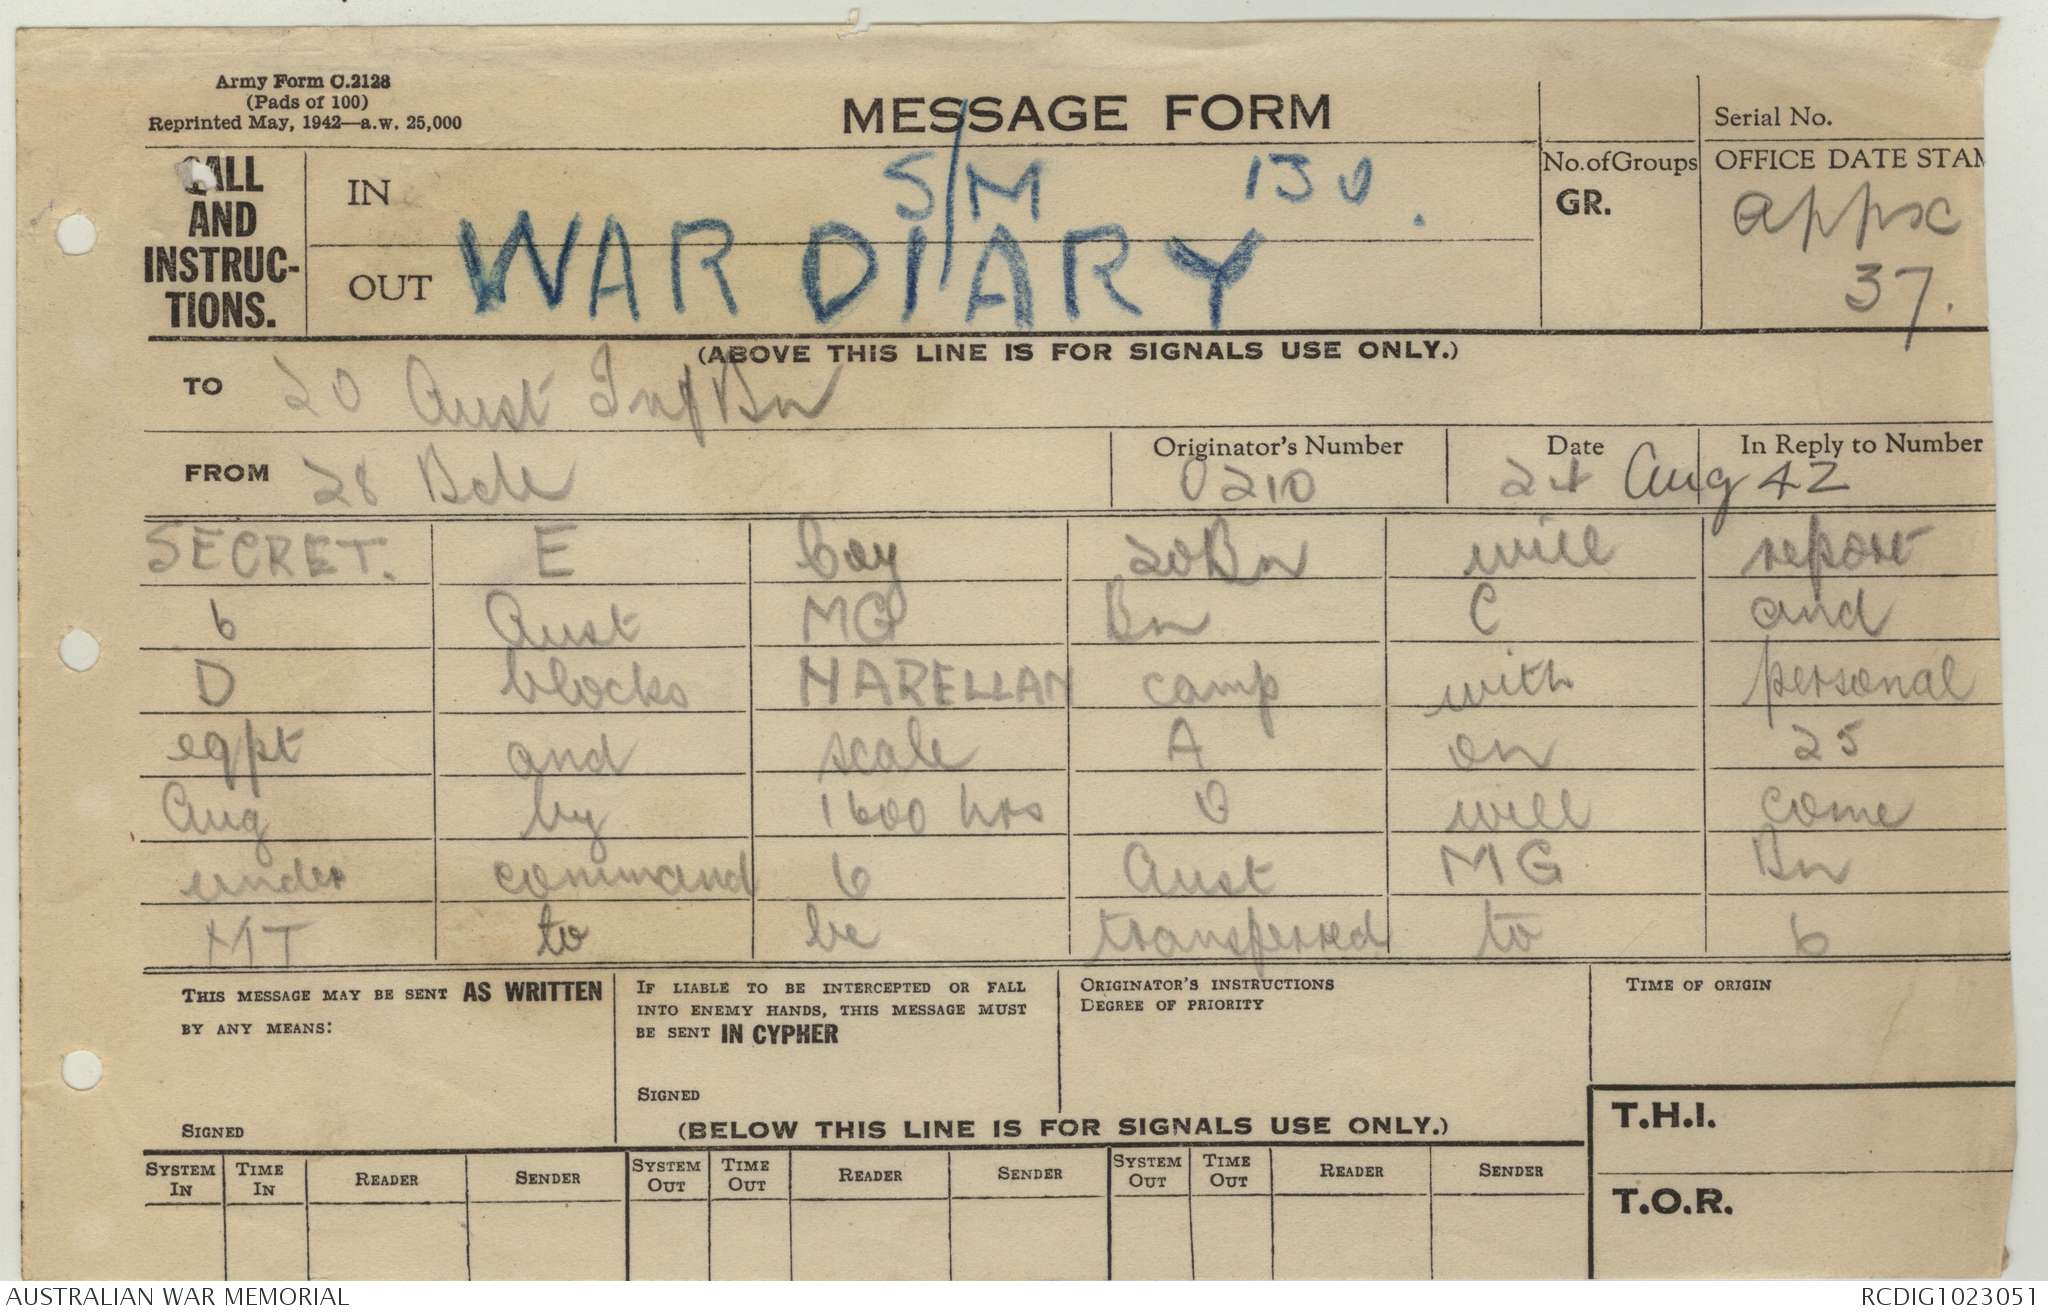 Army Form C.2128
(Pads of 100)
Reprinted May, 1942—a.w. 25,000
MESSAGE FORM
Serial No.
CALL AND INSTRUC-TIONS.
IN
S/M 130.
No. of Groups
GR.
OFFICE DATE STAM
appx
37.
OUT
WAR DIARY
(ABOVE THIS LINE IS FOR SIGNALS USE ONLY.)
TO 20 Aust Inf Bn
FROM 28 Bde
Originator's Number
O210
Date
In Reply to Number
24 Aug 42
SECRET. E Coy 20Bn will report
6 Aust MG Bn C and
D blocks NARELLAN camp with personal
eqpt and scale A on 25
Aug by 1600 hrs O will come
under command 6 Aust MG Bn
MT to be transferred to 6
THIS MESSAGE MAY BE SENT AS WRITTEN
BY ANY MEANS:
SIGNED
IF LIABLE TO BE INTERCEPTED OR FALL
INTO ENEMY HANDS, THIS MESSAGE MUST
BE SENT IN CYPHER
SIGNED
ORIGINATOR'S INSTRUCTIONS
DEGREE OF PRIORITY
TIME OF ORIGIN
(BELOW THIS LINE IS FOR SIGNALS USE ONLY.)
T.H.I.
T.O.R.
SYSTEM IN TIME IN READER SENDER SYSTEM OUT TIME OUT READER SENDER SYSTEM OUT TIME OUT READER SENDER
AUSTRALIAN WAR MEMORIAL
RCDIG1023051